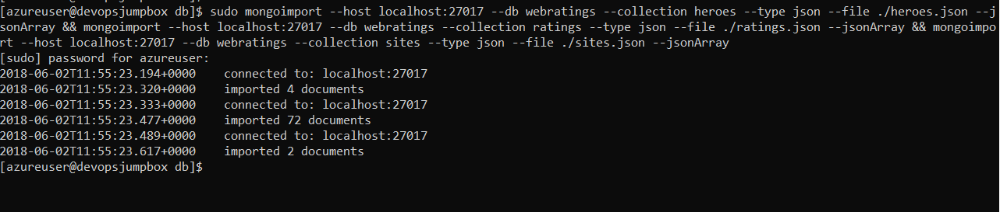 [azureuser@devopsjumpbox db]$ sudo mongoimport --host localhost:27017 --db webratings --collection heroes --type json --file ./heroes.json --j
sonArray && mongoimport --host localhost:27017 --db webratings --collection ratings --type json --file ./ratings.json --jsonArray && mongoimpo
rt --host localhost:27017 --db webratings --collection sites --type json --file ./sites.json --jsonArray
[sudo] password for azureuser:
2018-06-02T11:55:23.194+0000    connected to: localhost:27017
2018-06-02T11:55:23.320+0000    imported 4 documents
2018-06-02T11:55:23.333+0000    connected to: localhost:27017
2018-06-02T11:55:23.477+0000    imported 72 documents
2018-06-02T11:55:23.489+0000    connected to: localhost:27017
2018-06-02T11:55:23.617+0000    imported 2 documents
[azureuser@devopsjumpbox db]$